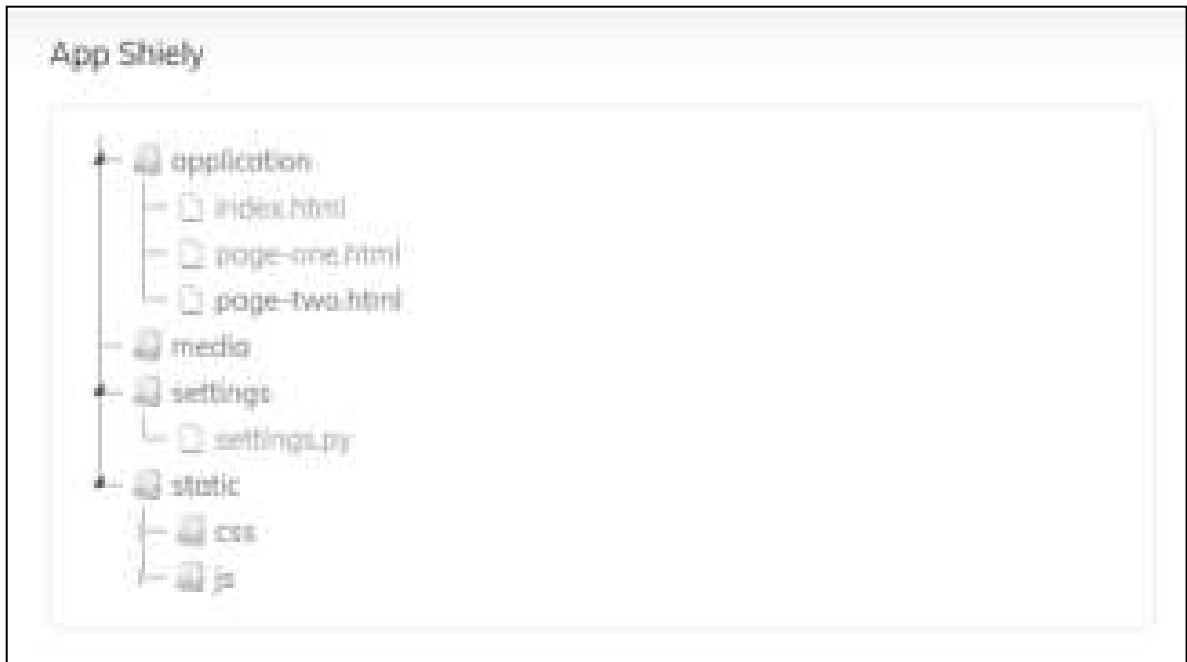 App Shiely
application
index.html
page-one.html
page-two.html
media
settings
settings.py
static
css
js